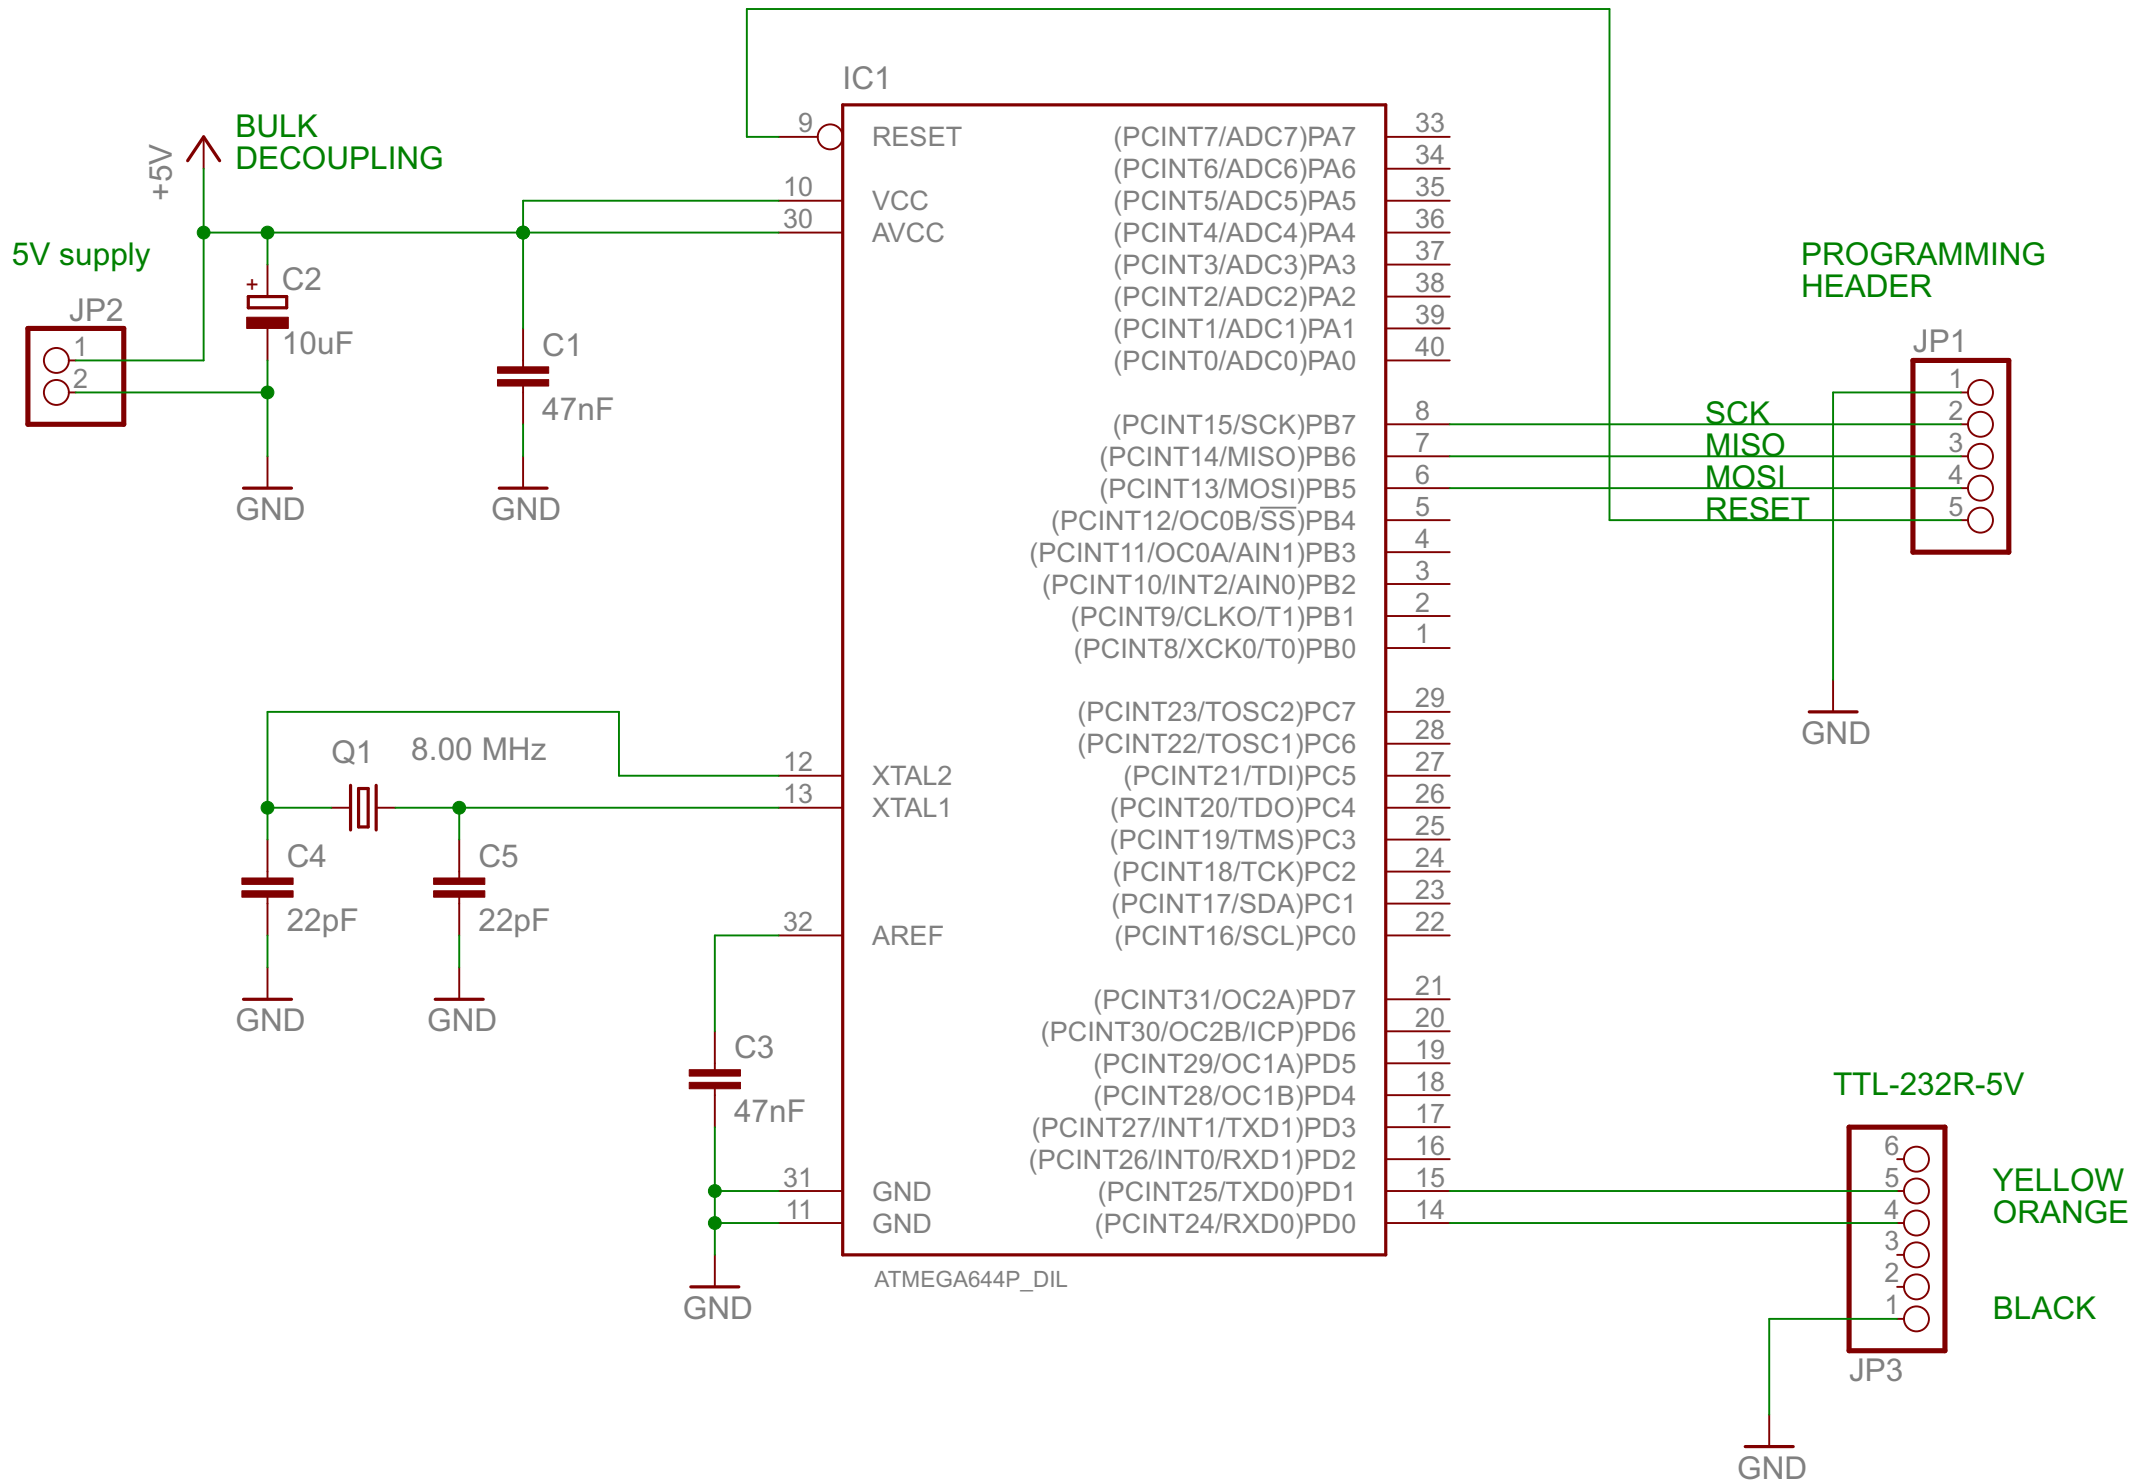 IC1
BULK
DECOUPLING
+5V
5V supply
JP2
1
2
C2
+
10uF
GND
C1
47nF
GND
9
RESET
10
VCC
30
AVCC
(PCINT7/ADC7)PA7
33
(PCINT6/ADC6)PA6
34
(PCINT5/ADC5)PA5
35
(PCINT4/ADC4)PA4
36
(PCINT3/ADC3)PA3
37
(PCINT2/ADC2)PA2
38
(PCINT1/ADC1)PA1
39
(PCINT0/ADC0)PA0
40
(PCINT15/SCK)PB7
8
(PCINT14/MISO)PB6
7
(PCINT13/MOSI)PB5
6
(PCINT12/OC0B/SS)PB4
5
(PCINT11/OC0A/AIN1)PB3
4
(PCINT10/INT2/AIN0)PB2
3
(PCINT9/CLKO/T1)PB1
2
(PCINT8/XCK0/T0)PB0
1
PROGRAMMING
HEADER
JP1
1
SCK
2
MISO
3
MOSI
4
RESET
5
GND
Q1
8.00 MHz
12
XTAL2
13
XTAL1
C4
22pF
GND
C5
22pF
GND
32
AREF
C3
47nF
31
GND
11
GND
GND
(PCINT23/TOSC2)PC7
29
(PCINT22/TOSC1)PC6
28
(PCINT21/TDI)PC5
27
(PCINT20/TDO)PC4
26
(PCINT19/TMS)PC3
25
(PCINT18/TCK)PC2
24
(PCINT17/SDA)PC1
23
(PCINT16/SCL)PC0
22
(PCINT31/OC2A)PD7
21
(PCINT30/OC2B/ICP)PD6
20
(PCINT29/OC1A)PD5
19
(PCINT28/OC1B)PD4
18
(PCINT27/INT1/TXD1)PD3
17
(PCINT26/INT0/RXD1)PD2
16
(PCINT25/TXD0)PD1
15
(PCINT24/RXD0)PD0
14
ATMEGA644P_DIL
TTL-232R-5V
6
5
YELLOW
4
ORANGE
3
2
1
BLACK
JP3
GND